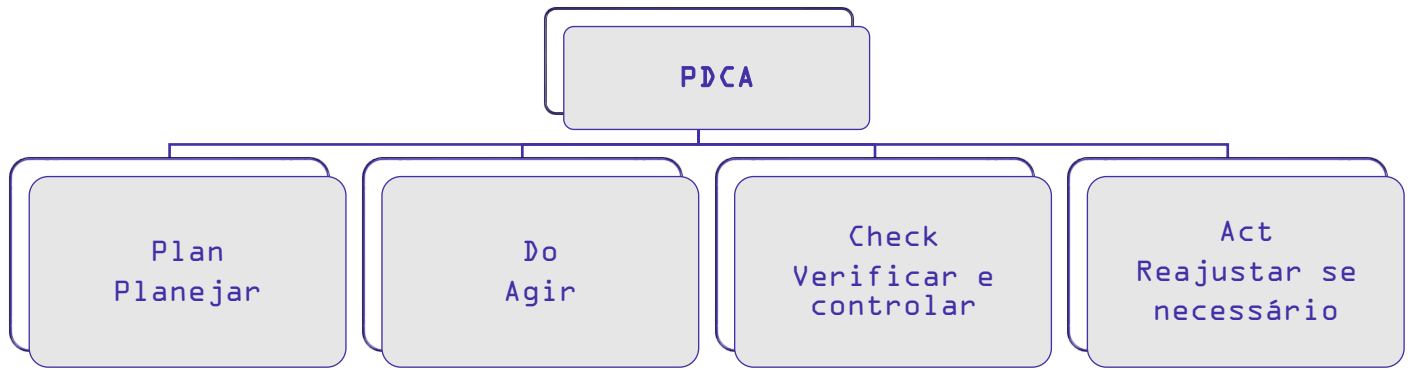 PDCA
Plan
Planejar
Do
Agir
Check
Verificar e
controlar
Act
Reajustar se
necessário